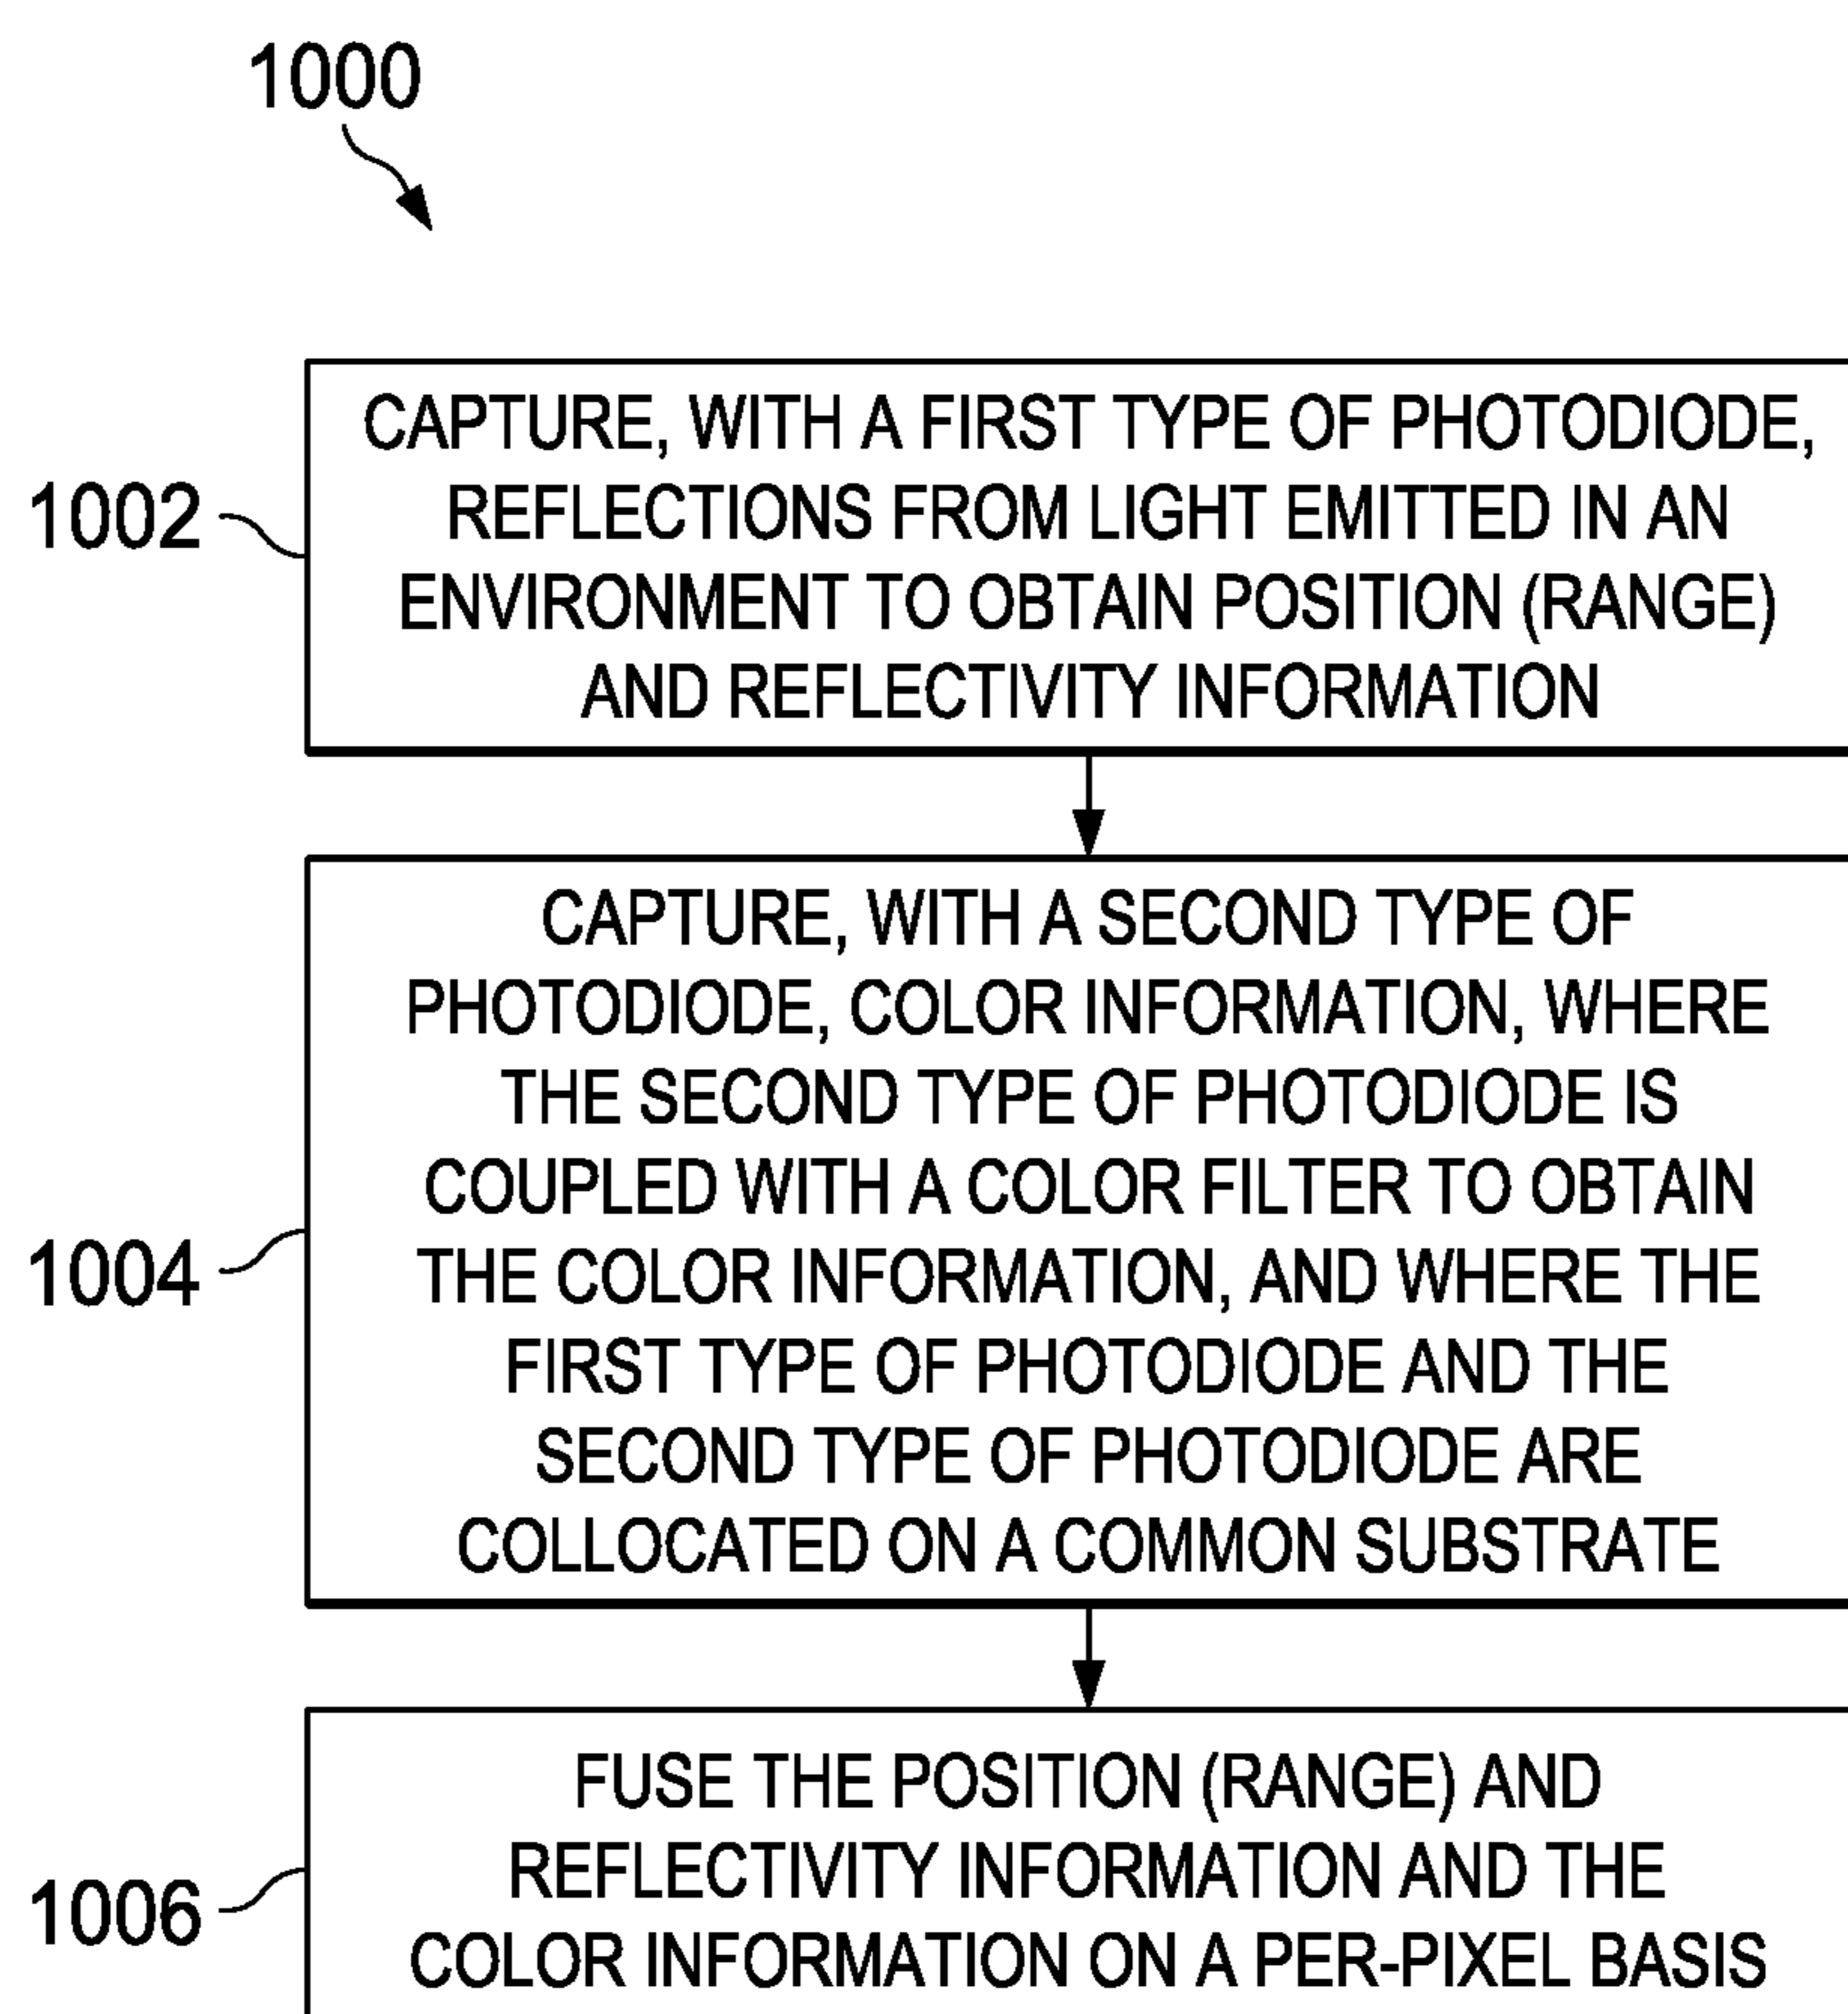 1000
1002
CAPTURE, WITH A FIRST TYPE OF PHOTODIODE,
REFLECTIONS FROM LIGHT EMITTED IN AN
ENVIRONMENT TO OBTAIN POSITION (RANGE)
AND REFLECTIVITY INFORMATION
1004
CAPTURE, WITH A SECOND TYPE OF
PHOTODIODE, COLOR INFORMATION, WHERE
THE SECOND TYPE OF PHOTODIODE IS
COUPLED WITH A COLOR FILTER TO OBTAIN
THE COLOR INFORMATION, AND WHERE THE
FIRST TYPE OF PHOTODIODE AND THE
SECOND TYPE OF PHOTODIODE ARE
COLLOCATED ON A COMMON SUBSTRATE
1006
FUSE THE POSITION (RANGE) AND
REFLECTIVITY INFORMATION AND THE
COLOR INFORMATION ON A PER-PIXEL BASIS